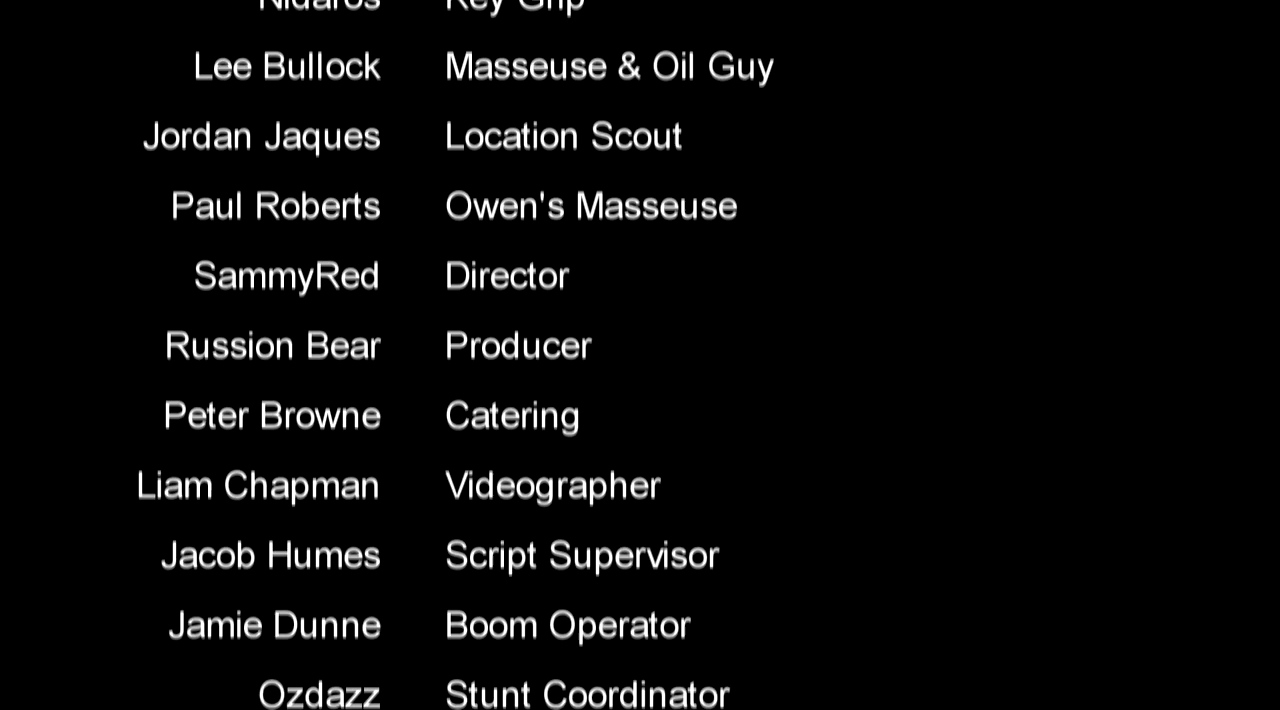 Nidaros Key Grip
Lee Bullock Masseuse & Oil Guy
Jordan Jaques Location Scout
Paul Roberts Owen's Masseuse
SammyRed Director
Russion Bear Producer
Peter Browne Catering
Liam Chapman Videographer
Jacob Humes Script Supervisor
Jamie Dunne Boom Operator
Ozdazz Stunt Coordinator